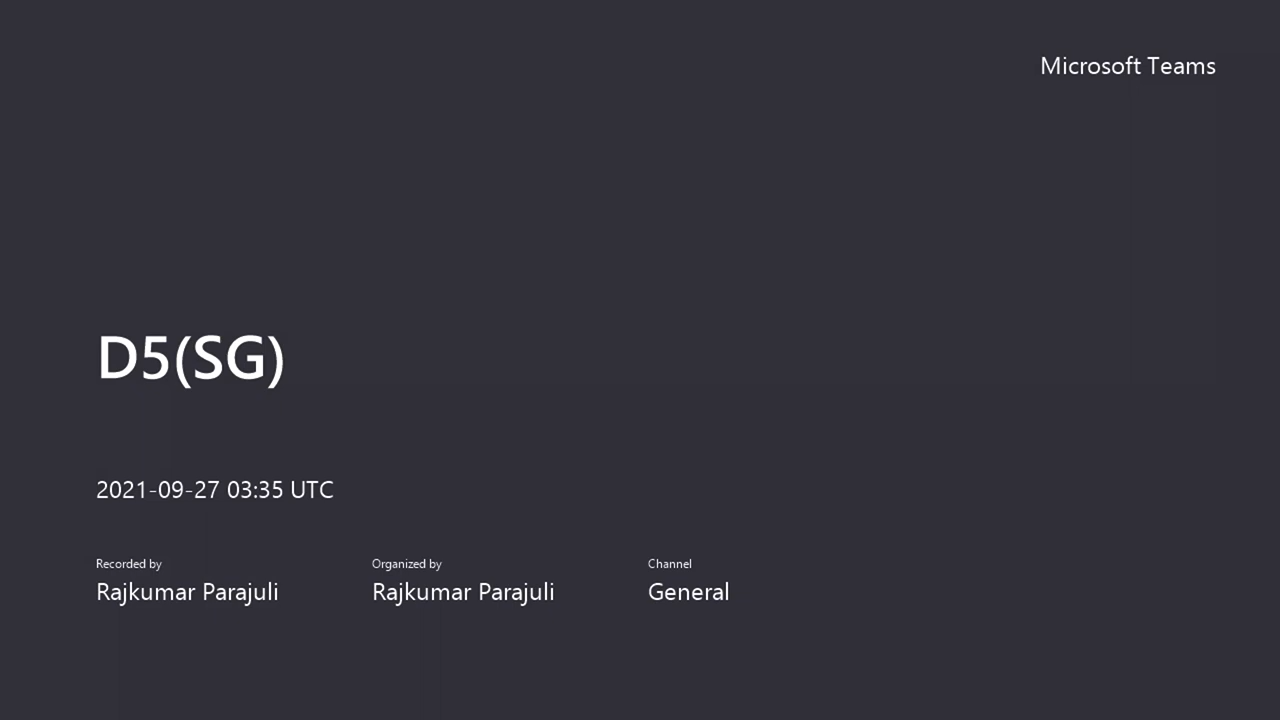 Microsoft Teams
D5(SG)
2021-09-27 03:35 UTC
Recorded by
Rajkumar Parajuli
Organized by
Rajkumar Parajuli
Channel
General